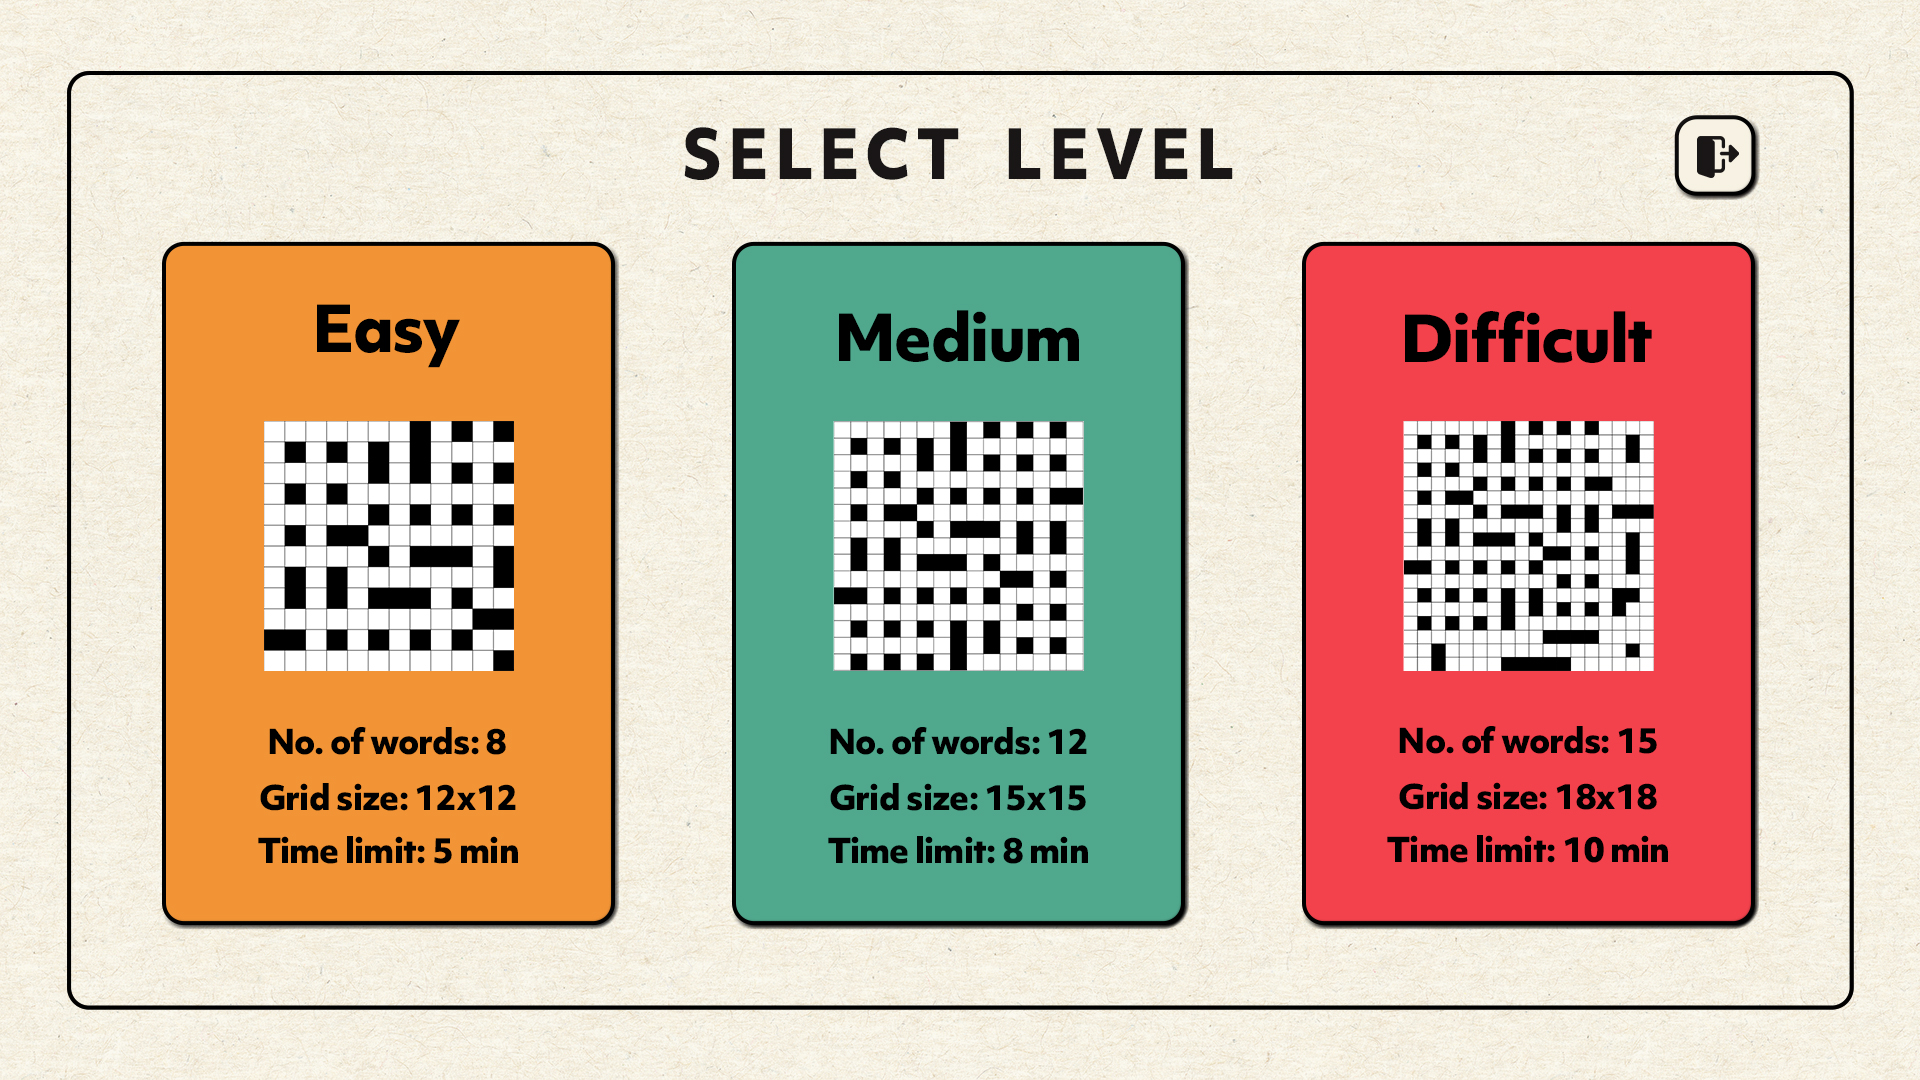 SELECT LEVEL
Easy
No. of words: 8
Grid size: 12x12
Time limit: 5 min
Medium
No. of words: 12
Grid size: 15x15
Time limit: 8 min
Difficult
No. of words: 15
Grid size: 18x18
Time limit: 10 min